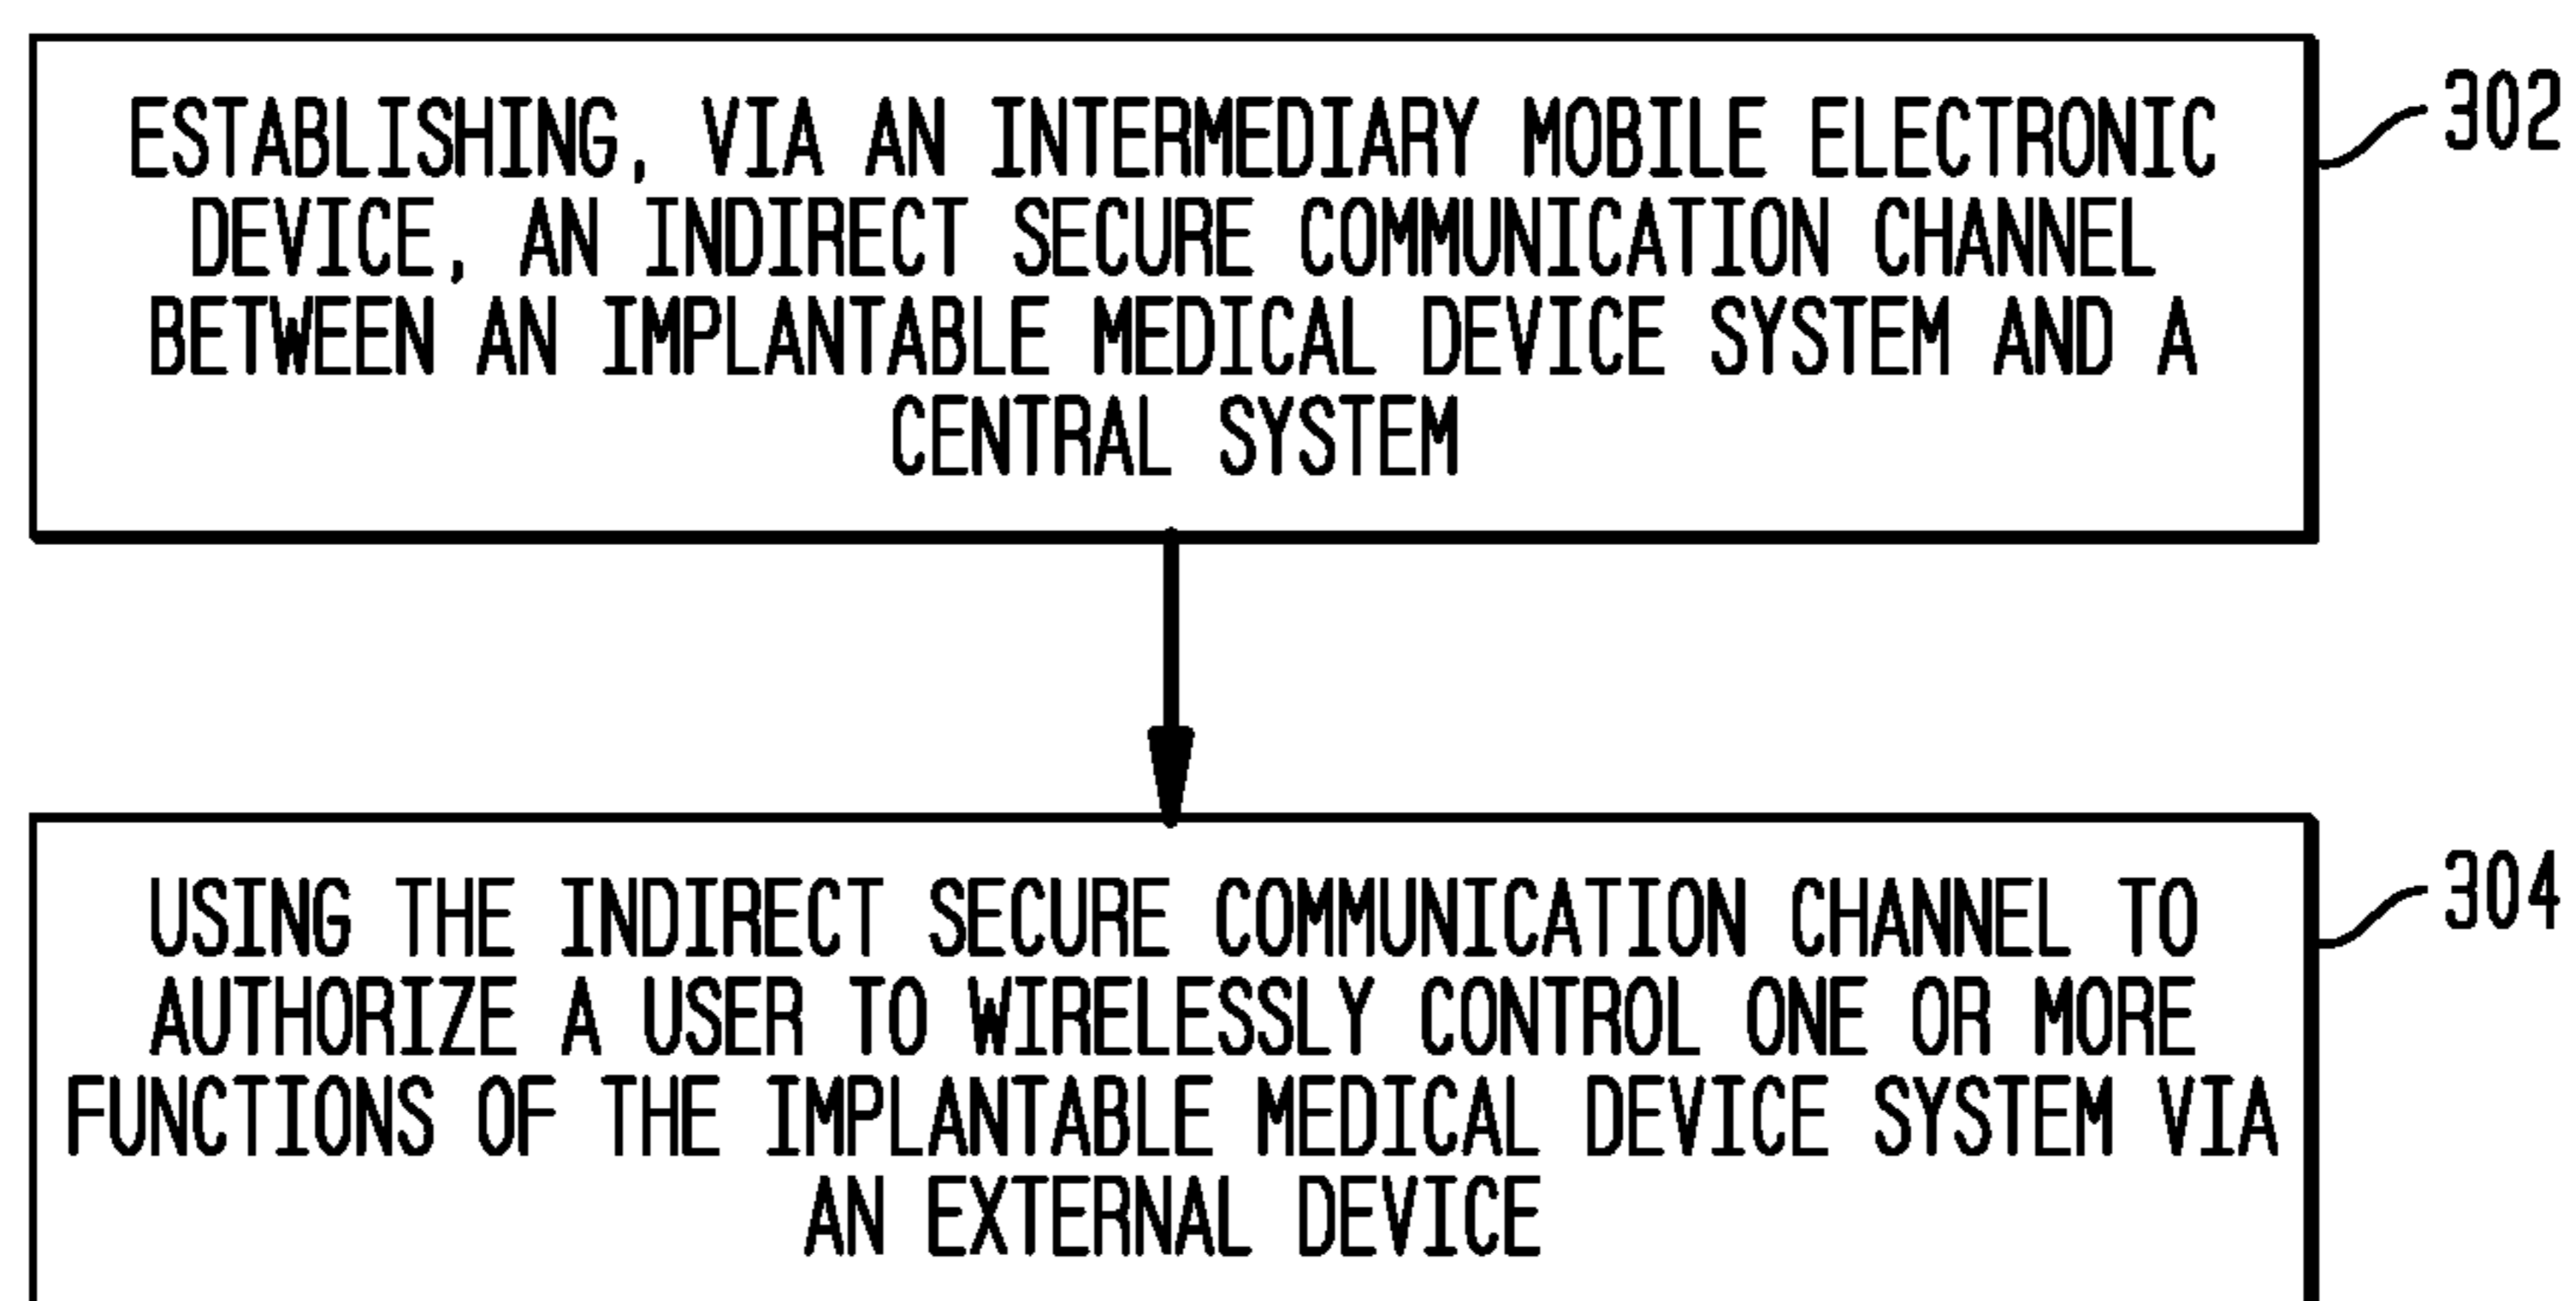 ESTABLISHING, VIA AN INTERMEDIARY MOBILE ELECTRONIC
DEVICE, AN INDIRECT SECURE COMMUNICATION CHANNEL
BETWEEN AN IMPLANTABLE MEDICAL DEVICE SYSTEM AND A
CENTRAL SYSTEM
302
USING THE INDIRECT SECURE COMMUNICATION CHANNEL TO
AUTHORIZE A USER TO WIRELESSLY CONTROL ONE OR MORE
FUNCTIONS OF THE IMPLANTABLE MEDICAL DEVICE SYSTEM VIA
AN EXTERNAL DEVICE
304